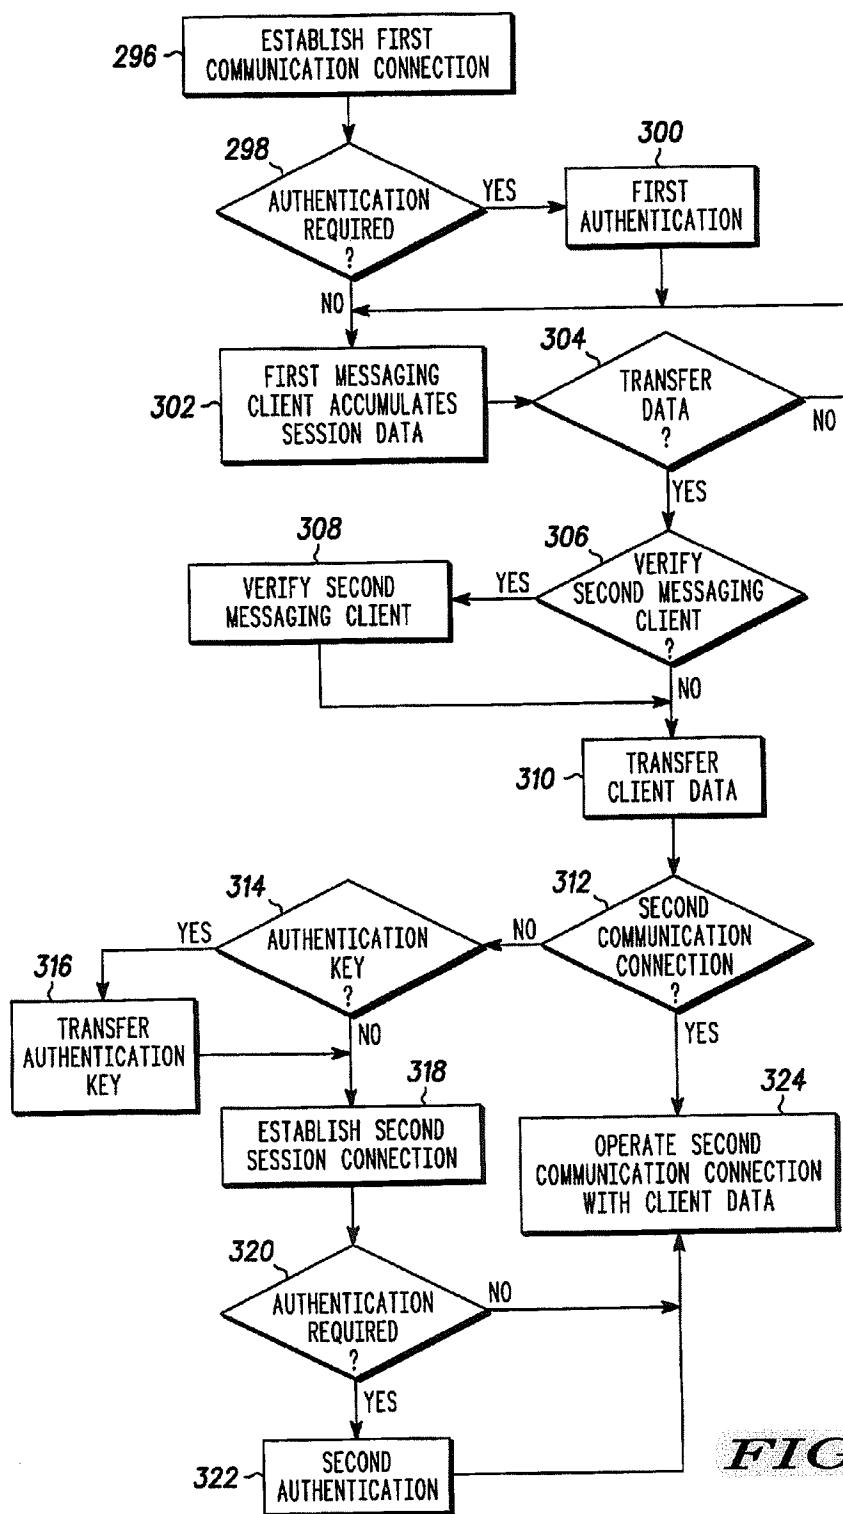 296
ESTABLISH FIRST
COMMUNICATION CONNECTION
298
AUTHENTICATION
REQUIRED
?
YES
300
FIRST
AUTHENTICATION
NO
302
FIRST MESSAGING
CLIENT ACCUMULATES
SESSION DATA
304
TRANSFER
DATA
?
NO
YES
306
VERIFY
SECOND MESSAGING
CLIENT
?
YES
308
VERIFY SECOND
MESSAGING CLIENT
NO
310
TRANSFER
CLIENT DATA
312
SECOND
COMMUNICATION
CONNECTION
?
NO
YES
314
AUTHENTICATION
KEY
?
YES
316
TRANSFER
AUTHENTICATION
KEY
NO
318
ESTABLISH SECOND
SESSION CONNECTION
324
OPERATE SECOND
COMMUNICATION CONNECTION
WITH CLIENT DATA
320
AUTHENTICATION
REQUIRED
?
NO
YES
322
SECOND
AUTHENTICATION
FIG